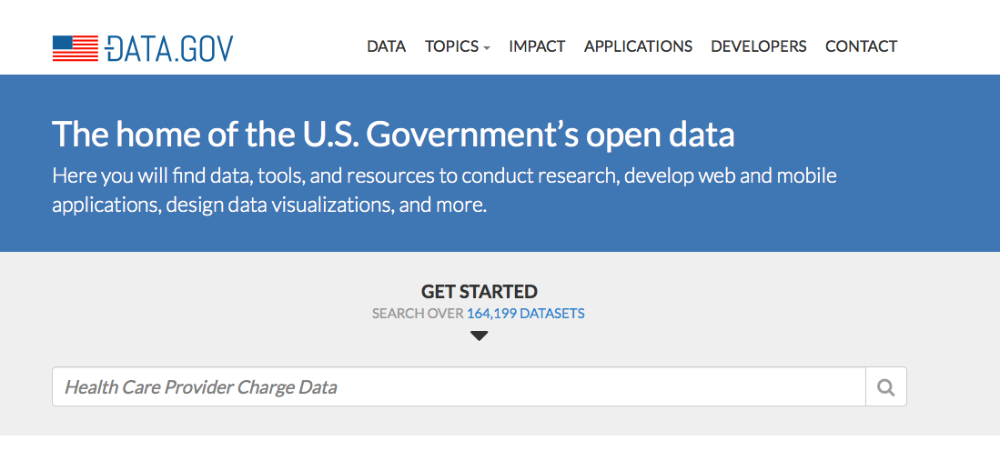 DATA.GOV
DATA TOPICS IMPACT APPLICATIONS DEVELOPERS CONTACT
The home of the U.S. Government’s open data
Here you will find data, tools, and resources to conduct research, develop web and mobile
applications, design data visualizations, and more.
GET STARTED
SEARCH OVER 164,199 DATASETS
Health Care Provider Charge Data